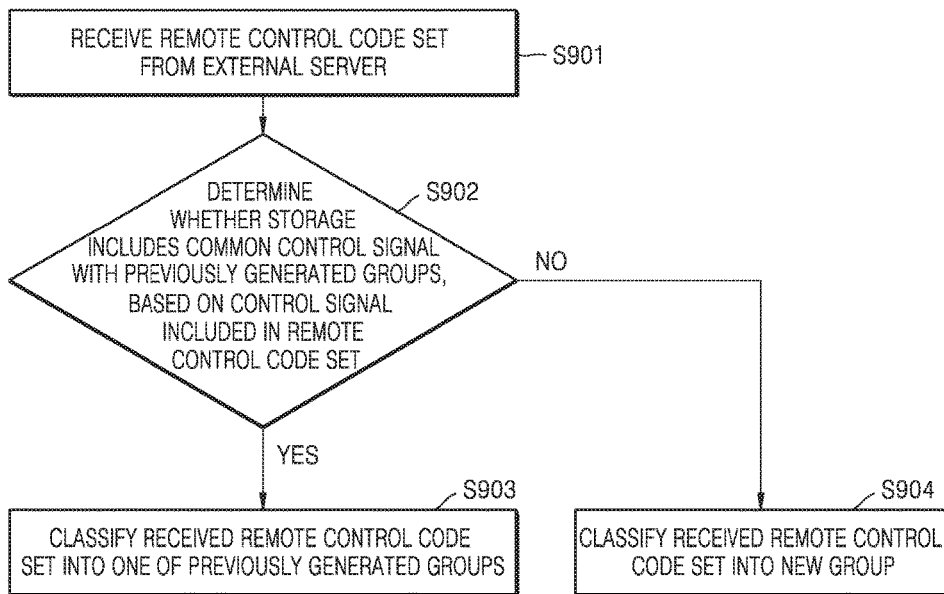 RECEIVE REMOTE CONTROL CODE SET
FROM EXTERNAL SERVER
S901
DETERMINE
WHETHER STORAGE
INCLUDES COMMON CONTROL SIGNAL
WITH PREVIOUSLY GENERATED GROUPS,
BASED ON CONTROL SIGNAL
INCLUDED IN REMOTE
CONTROL CODE SET
S902
NO
YES
S903
CLASSIFY RECEIVED REMOTE CONTROL CODE
SET INTO ONE OF PREVIOUSLY GENERATED GROUPS
S904
CLASSIFY RECEIVED REMOTE CONTROL
CODE SET INTO NEW GROUP